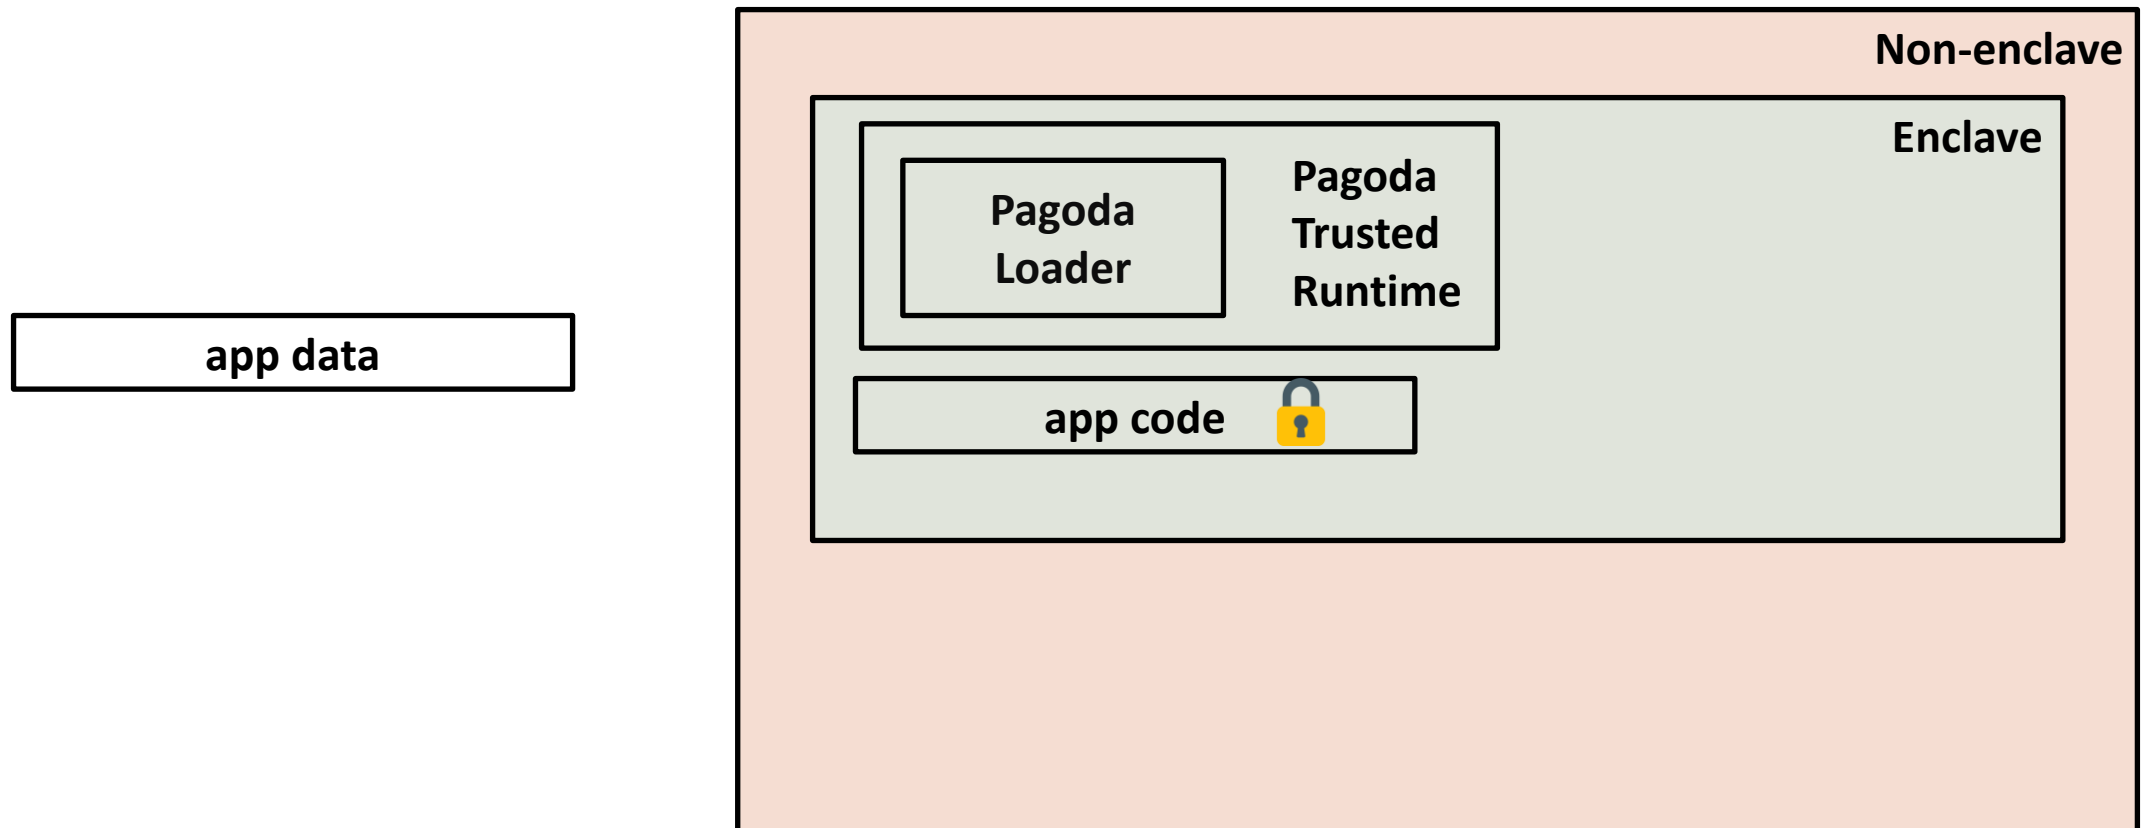 Non-enclave
Enclave
Pagoda
Loader
Pagoda
Trusted
Runtime
app data
app code